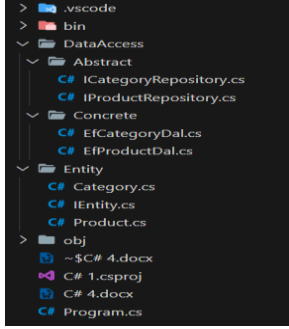 .vscode
bin
DataAccess
Abstract
C# ICategoryRepository.cs
C# IProductRepository.cs
Concrete
C# EfCategoryDal.cs
C# EfProductDal.cs
Entity
C# Category.cs
C# IEntity.cs
C# Product.cs
obj
~$C# 4.docx
C# 1.csproj
C# 4.docx
C# Program.cs